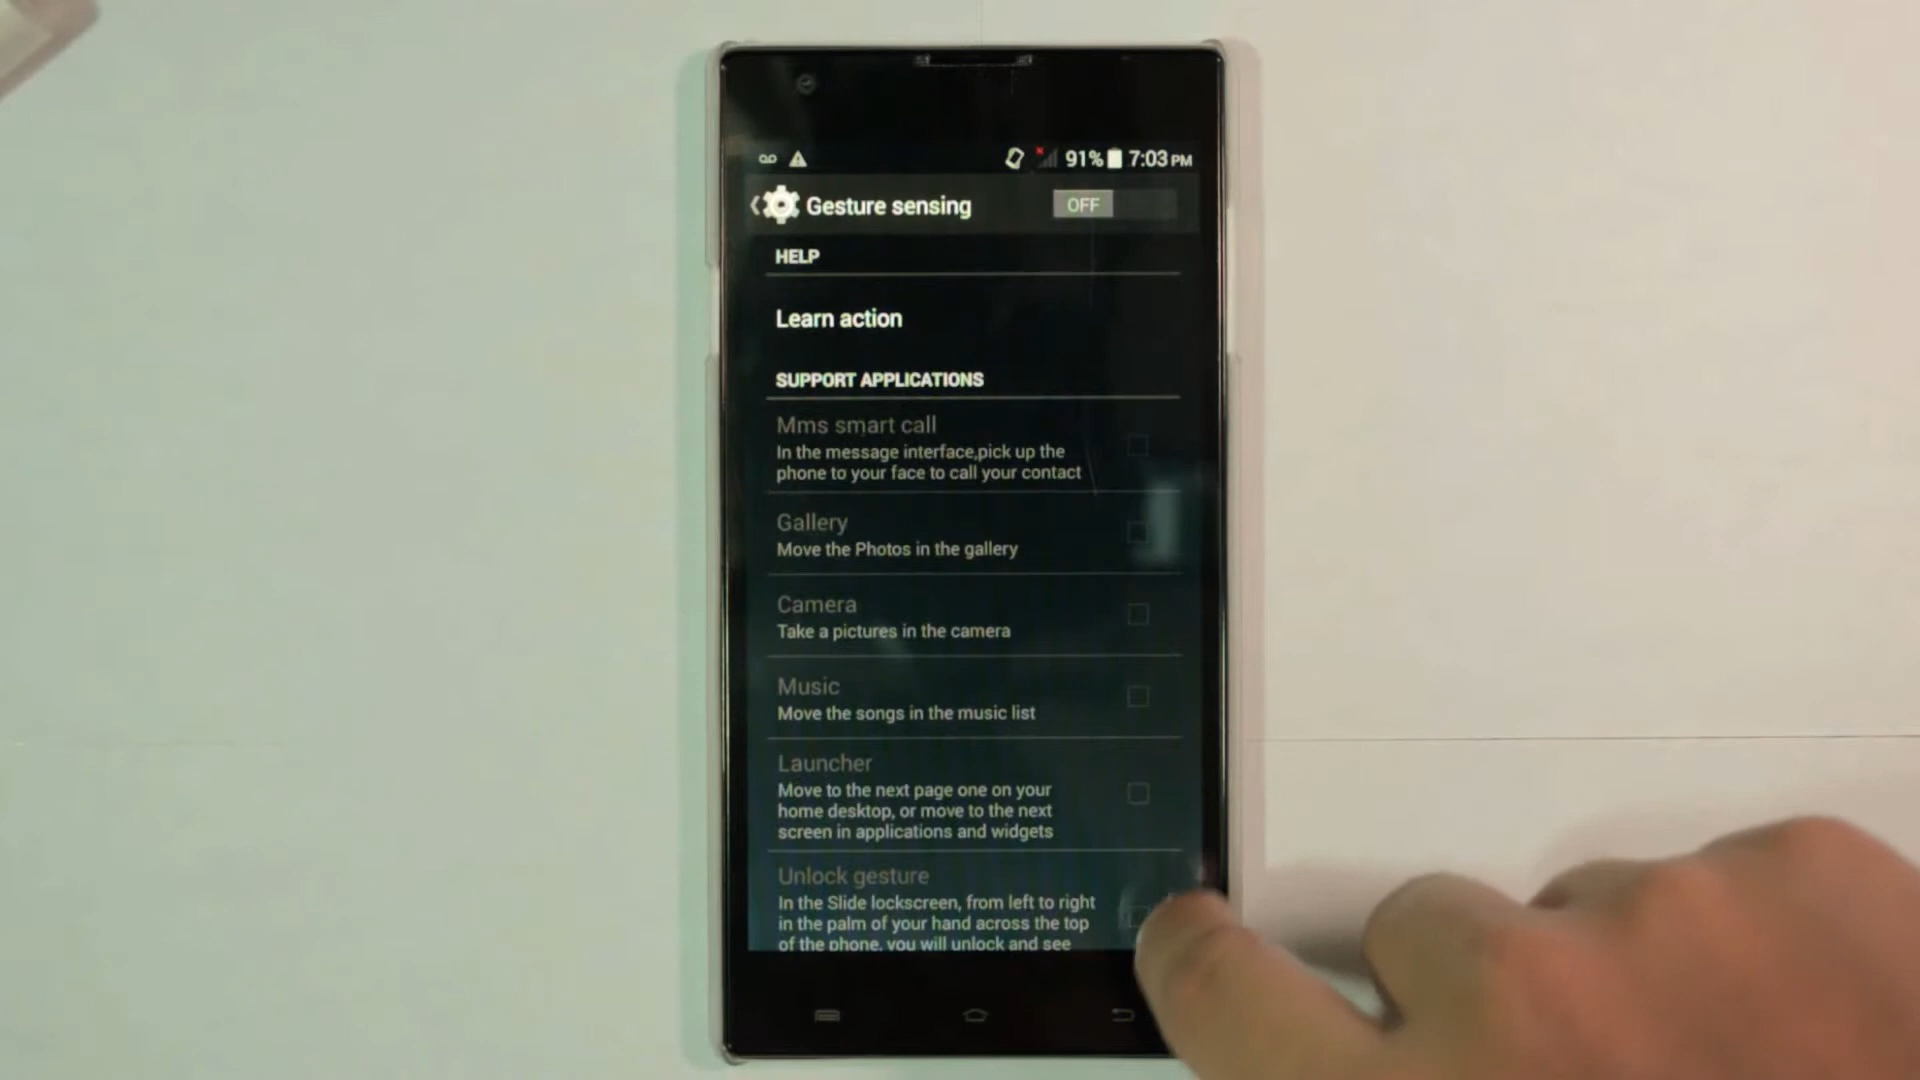 91% 7:03 PM
Gesture sensing OFF
HELP
Learn action
SUPPORT APPLICATIONS
Mms smart call
In the message interface,pick up the
phone to your face to call your contact
Gallery
Move the Photos in the gallery
Camera
Take a pictures in the camera
Music
Move the songs in the music list
Launcher
Move to the next page one on your
home desktop, or move to the next
screen in applications and widgets
Unlock gesture
In the Slide lockscreen, from left to right
in the palm of your hand across the top
of the phone, you will unlock and see